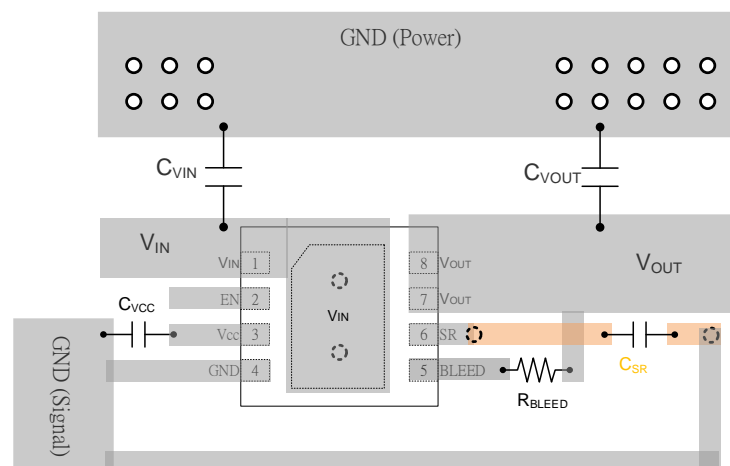 GND (Power)
CVIN
CVOUT
VIN
VOUT
VIN 1
8 VOUT
EN 2
VIN
7 VOUT
CVCC
Vcc 3
6 SR
CSR
GND 4
5 BLEED
RBLEED
GND (Signal)